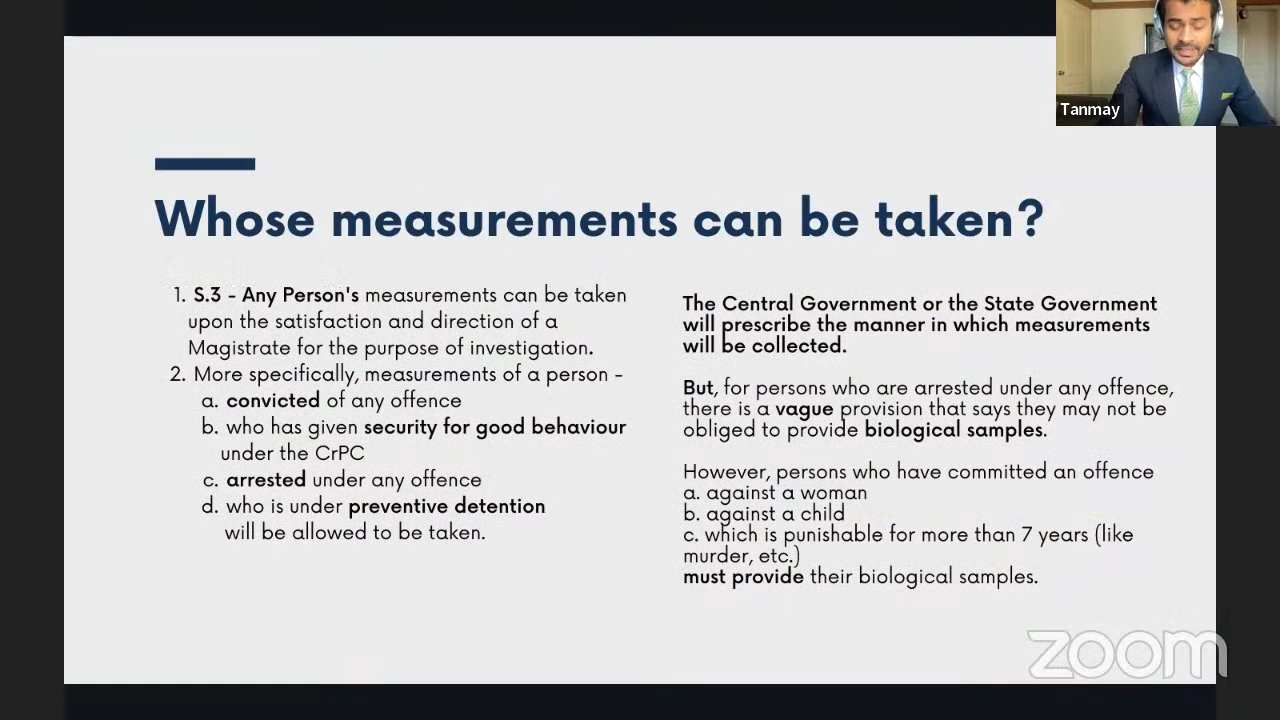 Tanmay
Whose measurements can be taken?
1. S.3 - Any Person's measurements can be taken
upon the satisfaction and direction of a
Magistrate for the purpose of investigation.
2. More specifically, measurements of a person -
a. convicted of any offence
b. who has given security for good behaviour
under the CrPC
c. arrested under any offence
d. who is under preventive detention
will be allowed to be taken.
The Central Government or the State Government
will prescribe the manner in which measurements
will be collected.
But, for persons who are arrested under any offence,
there is a vague provision that says they may not be
obliged to provide biological samples.
However, persons who have committed an offence
a. against a woman
b. against a child
c. which is punishable for more than 7 years (like
murder, etc.)
must provide their biological samples.
zoom